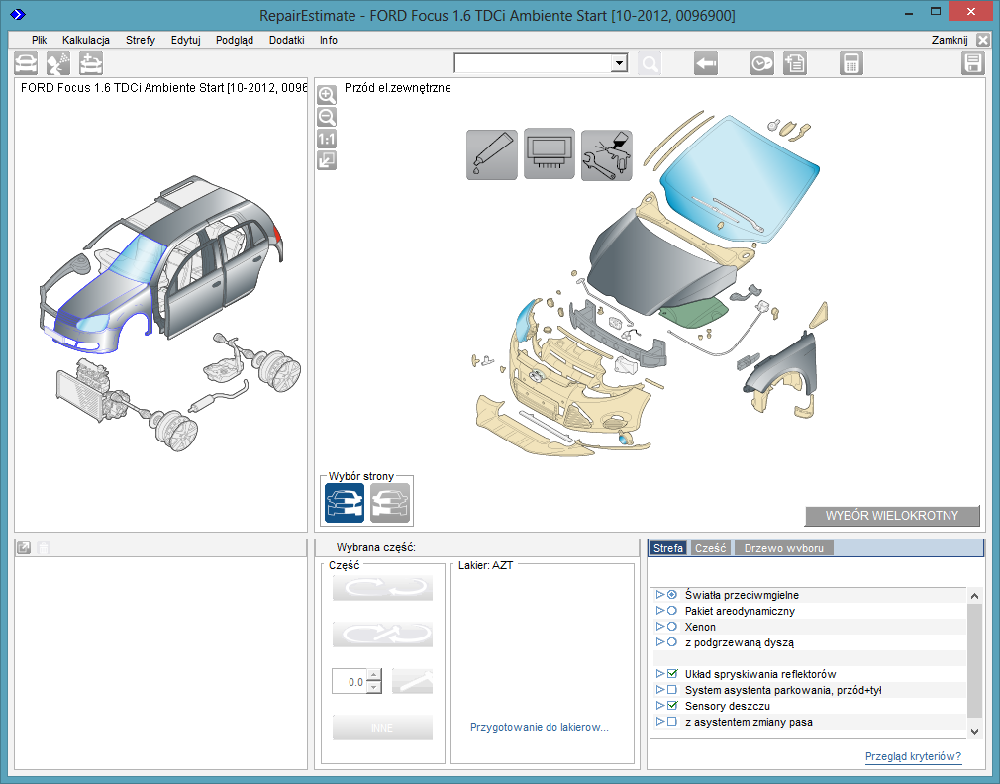 RepairEstimate - FORD Focus 1.6 TDCi Ambiente Start [10-2012, 0096900]
Plik Kalkulacja Strefy Edytuj Podgląd Dodatki Info Zamknij
FORD Focus 1.6 TDCi Ambiente Start [10-2012, 0096
Przód el.zewnętrzne
1:1
Wybór strony
WYBÓR WIELOKROTNY
Wybrana część:
Część
Lakier: AZT
0.0
INNE
Przygotowanie do lakierow...
Strefa Część Drzewo wyboru
Światła przeciwmgielne
Pakiet areodynamiczny
Xenon
z podgrzewaną dyszą
Układ spryskiwania reflektorów
System asystenta parkowania, przód+tył
Sensory deszczu
z asystentem zmiany pasa
Przegląd kryteriów?